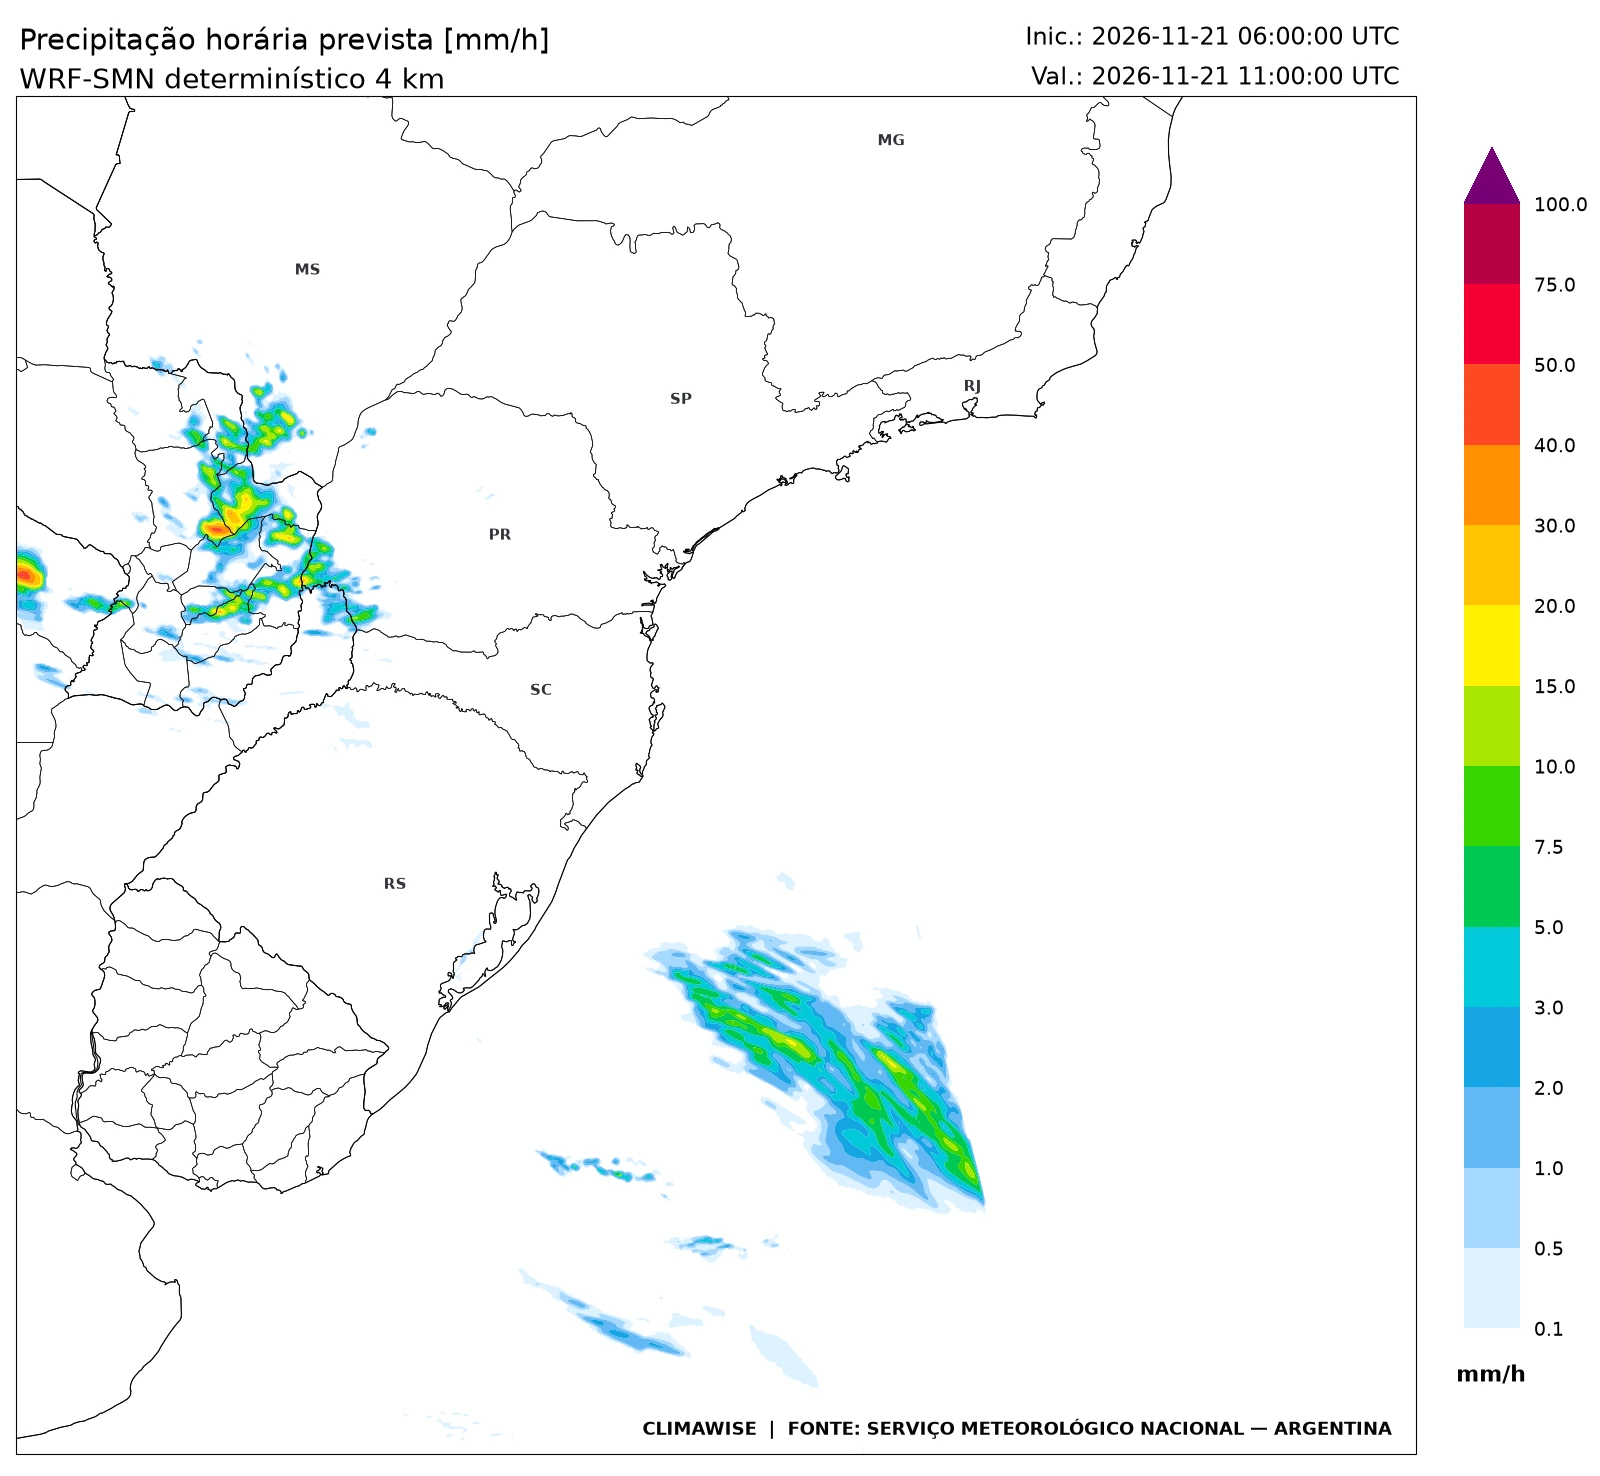 Precipitação horária prevista [mm/h]
WRF-SMN determinístico 4 km
Inic.: 2026-11-21 06:00:00 UTC
Val.: 2026-11-21 11:00:00 UTC
MG
MS
RJ
SP
PR
SC
RS
100.0
75.0
50.0
40.0
30.0
20.0
15.0
10.0
7.5
5.0
3.0
2.0
1.0
0.5
0.1
mm/h
CLIMAWISE | FONTE: SERVIÇO METEOROLÓGICO NACIONAL — ARGENTINA